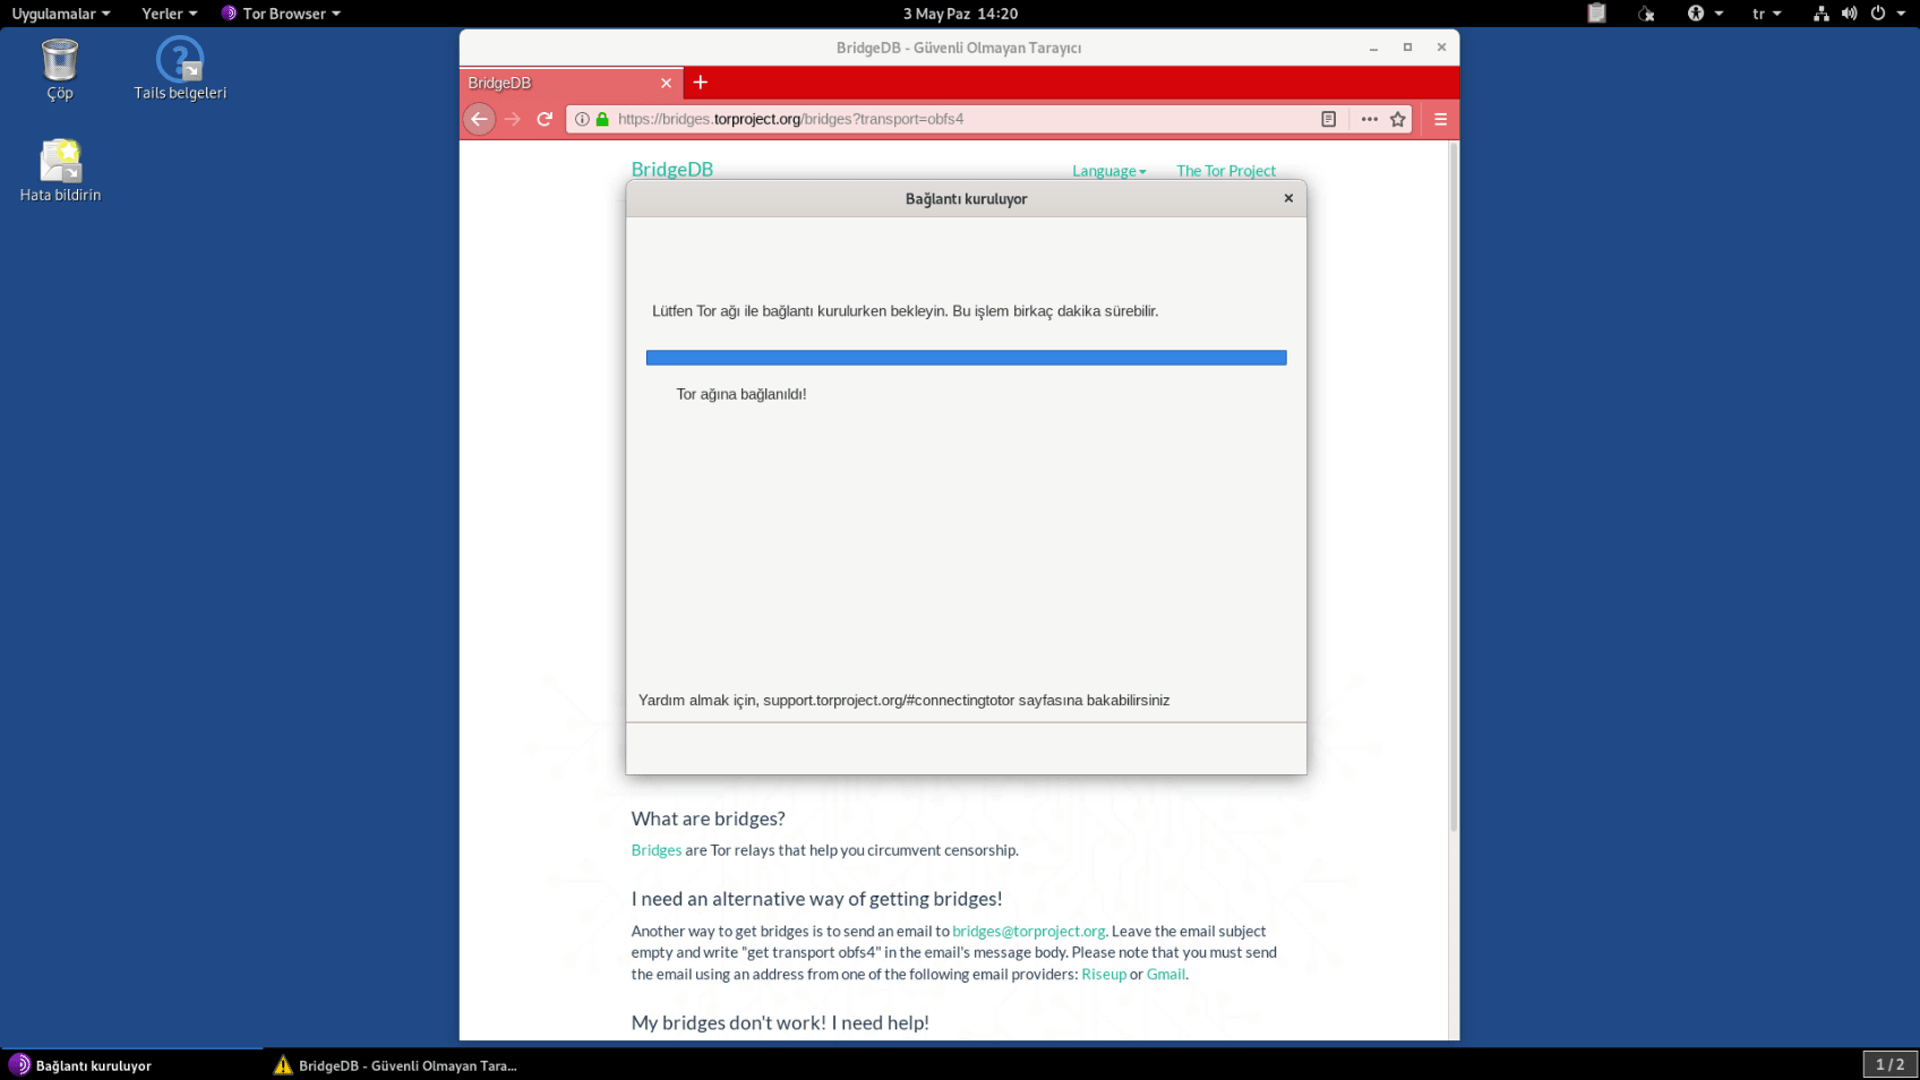 Uygulamalar Yerler Tor Browser 3 May Paz 14:20 tr
BridgeDB - Güvenli Olmayan Tarayıcı
Çöp
Tails belgeleri
Hata bildirin
BridgeDB
https://bridges.torproject.org/bridges?transport=obfs4
BridgeDB Language The Tor Project
Bağlantı kuruluyor
Lütfen Tor ağı ile bağlantı kurulurken bekleyin. Bu işlem birkaç dakika sürebilir.
Tor ağına bağlanıldı!
Yardım almak için, support.torproject.org/#connectingtotor sayfasına bakabilirsiniz
What are bridges?
Bridges are Tor relays that help you circumvent censorship.
I need an alternative way of getting bridges!
Another way to get bridges is to send an email to bridges@torproject.org. Leave the email subject
empty and write "get transport obfs4" in the email's message body. Please note that you must send
the email using an address from one of the following email providers: Riseup or Gmail.
My bridges don't work! I need help!
Bağlantı kuruluyor BridgeDB - Güvenli Olmayan Tara... 1 / 2